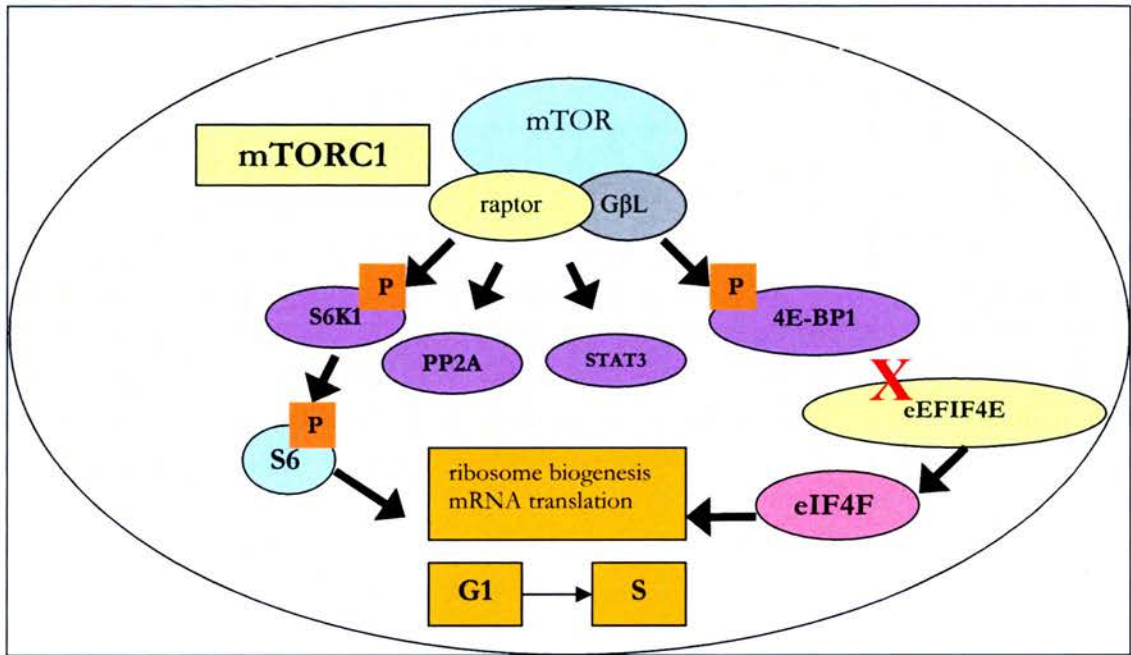 mTOR
mTORC1
raptor
GβL
P
P
S6K1
4E-BP1
PP2A
STAT3
X
eEFIF4E
P
S6
ribosome biogenesis
mRNA translation
eIF4F
G1
S